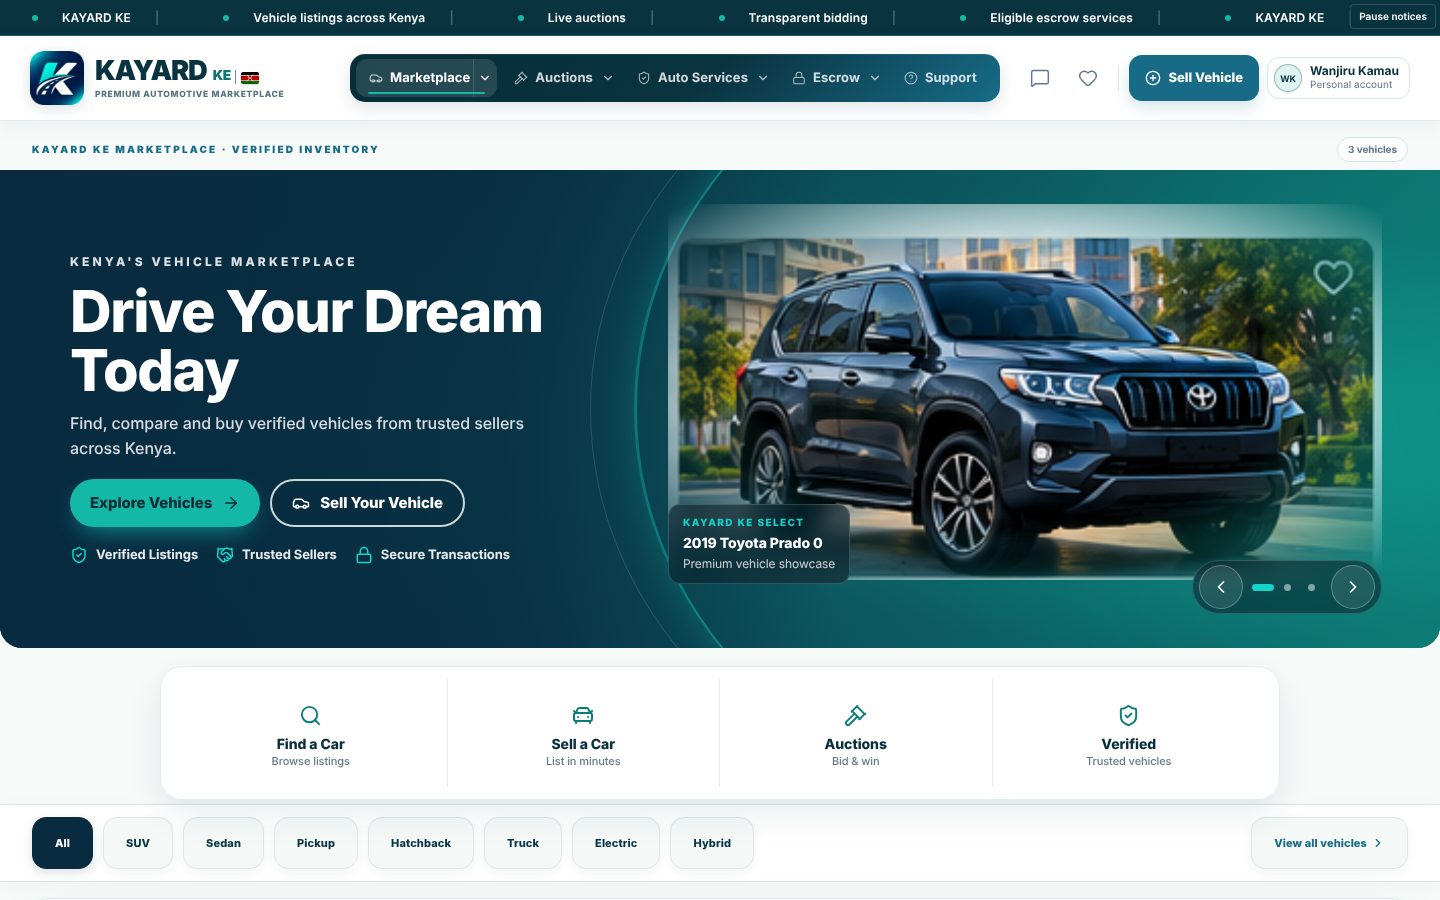 KAYARD KE
Vehicle listings across Kenya
Live auctions
Transparent bidding
Eligible escrow services
KAYARD KE
Pause notices
KAYARD KE
PREMIUM AUTOMOTIVE MARKETPLACE
Marketplace
Auctions
Auto Services
Escrow
Support
Sell Vehicle
WK
Wanjiru Kamau
Personal account
KAYARD KE MARKETPLACE · VERIFIED INVENTORY
3 vehicles
KENYA'S VEHICLE MARKETPLACE
Drive Your Dream
Today
Find, compare and buy verified vehicles from trusted sellers
across Kenya.
Explore Vehicles
Sell Your Vehicle
Verified Listings
Trusted Sellers
Secure Transactions
KAYARD KE SELECT
2019 Toyota Prado 0
Premium vehicle showcase
Find a Car
Browse listings
Sell a Car
List in minutes
Auctions
Bid & win
Verified
Trusted vehicles
All
SUV
Sedan
Pickup
Hatchback
Truck
Electric
Hybrid
View all vehicles